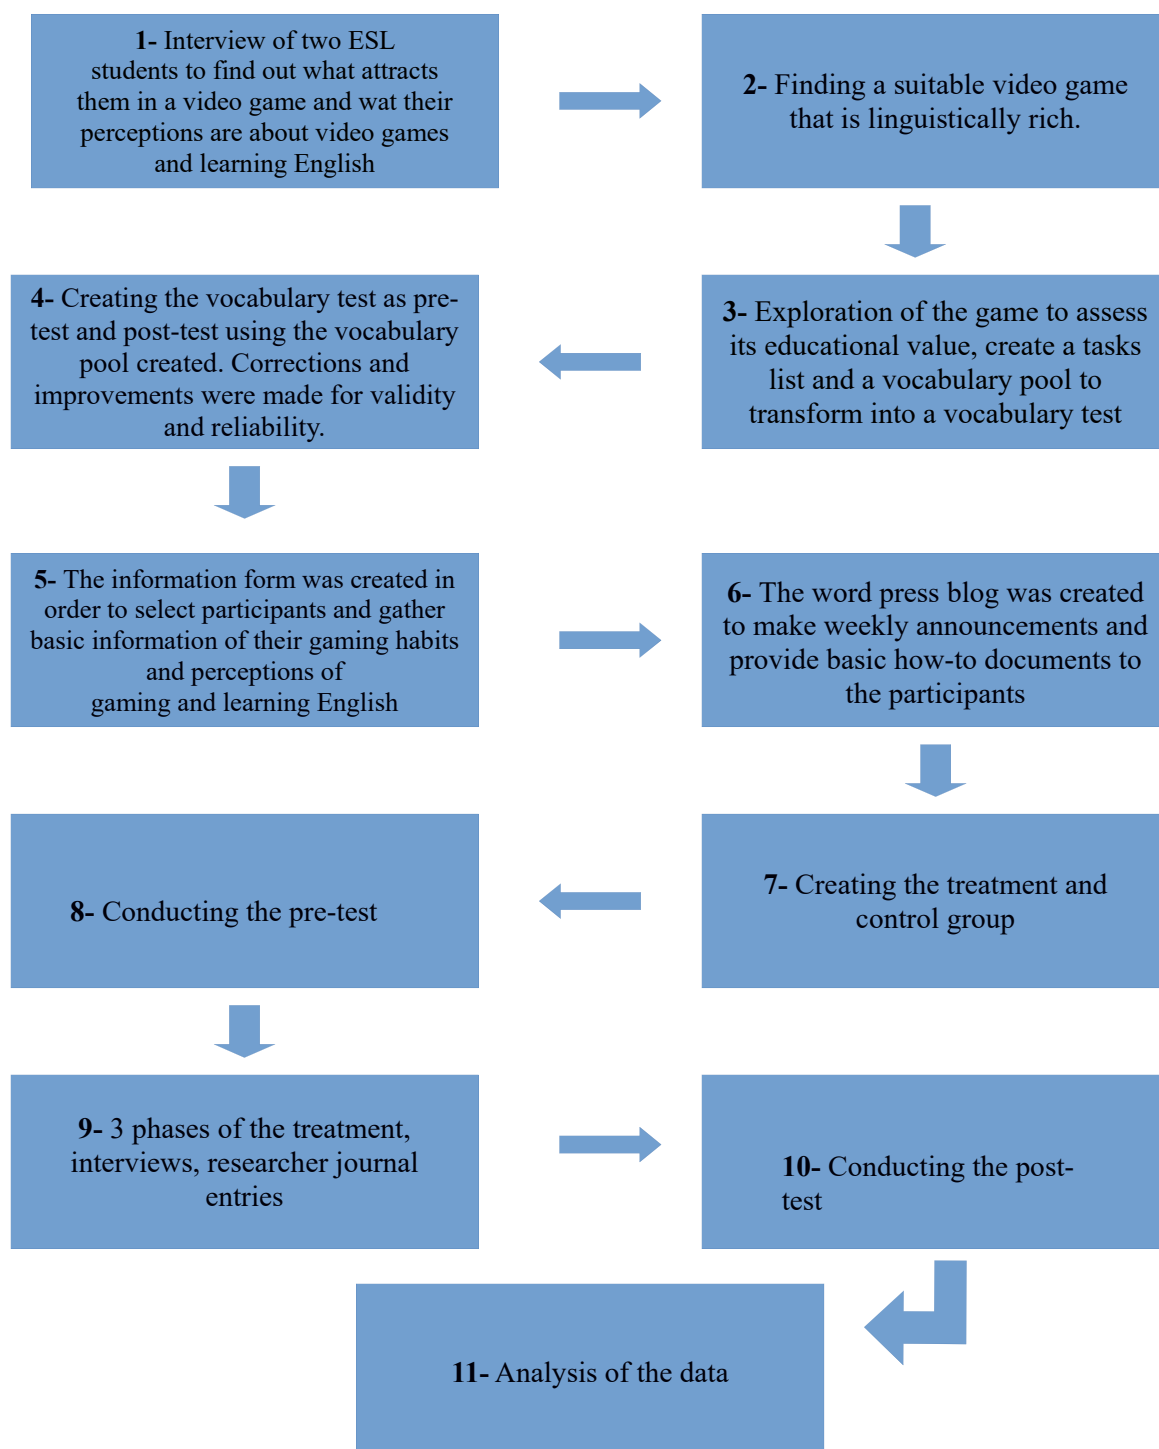 1- Interview of two ESL
students to find out what attracts
them in a video game and wat their
perceptions are about video games
and learning English
2- Finding a suitable video game
that is linguistically rich.
3- Exploration of the game to assess
its educational value, create a tasks
list and a vocabulary pool to
transform into a vocabulary test
4- Creating the vocabulary test as pre-
test and post-test using the vocabulary
pool created. Corrections and
improvements were made for validity
and reliability.
5- The information form was created in
order to select participants and gather
basic information of their gaming habits
and perceptions of
gaming and learning English
6- The word press blog was created
to make weekly announcements and
provide basic how-to documents to
the participants
7- Creating the treatment and
control group
8- Conducting the pre-test
9- 3 phases of the treatment,
interviews, researcher journal
entries
10- Conducting the post-
test
11- Analysis of the data